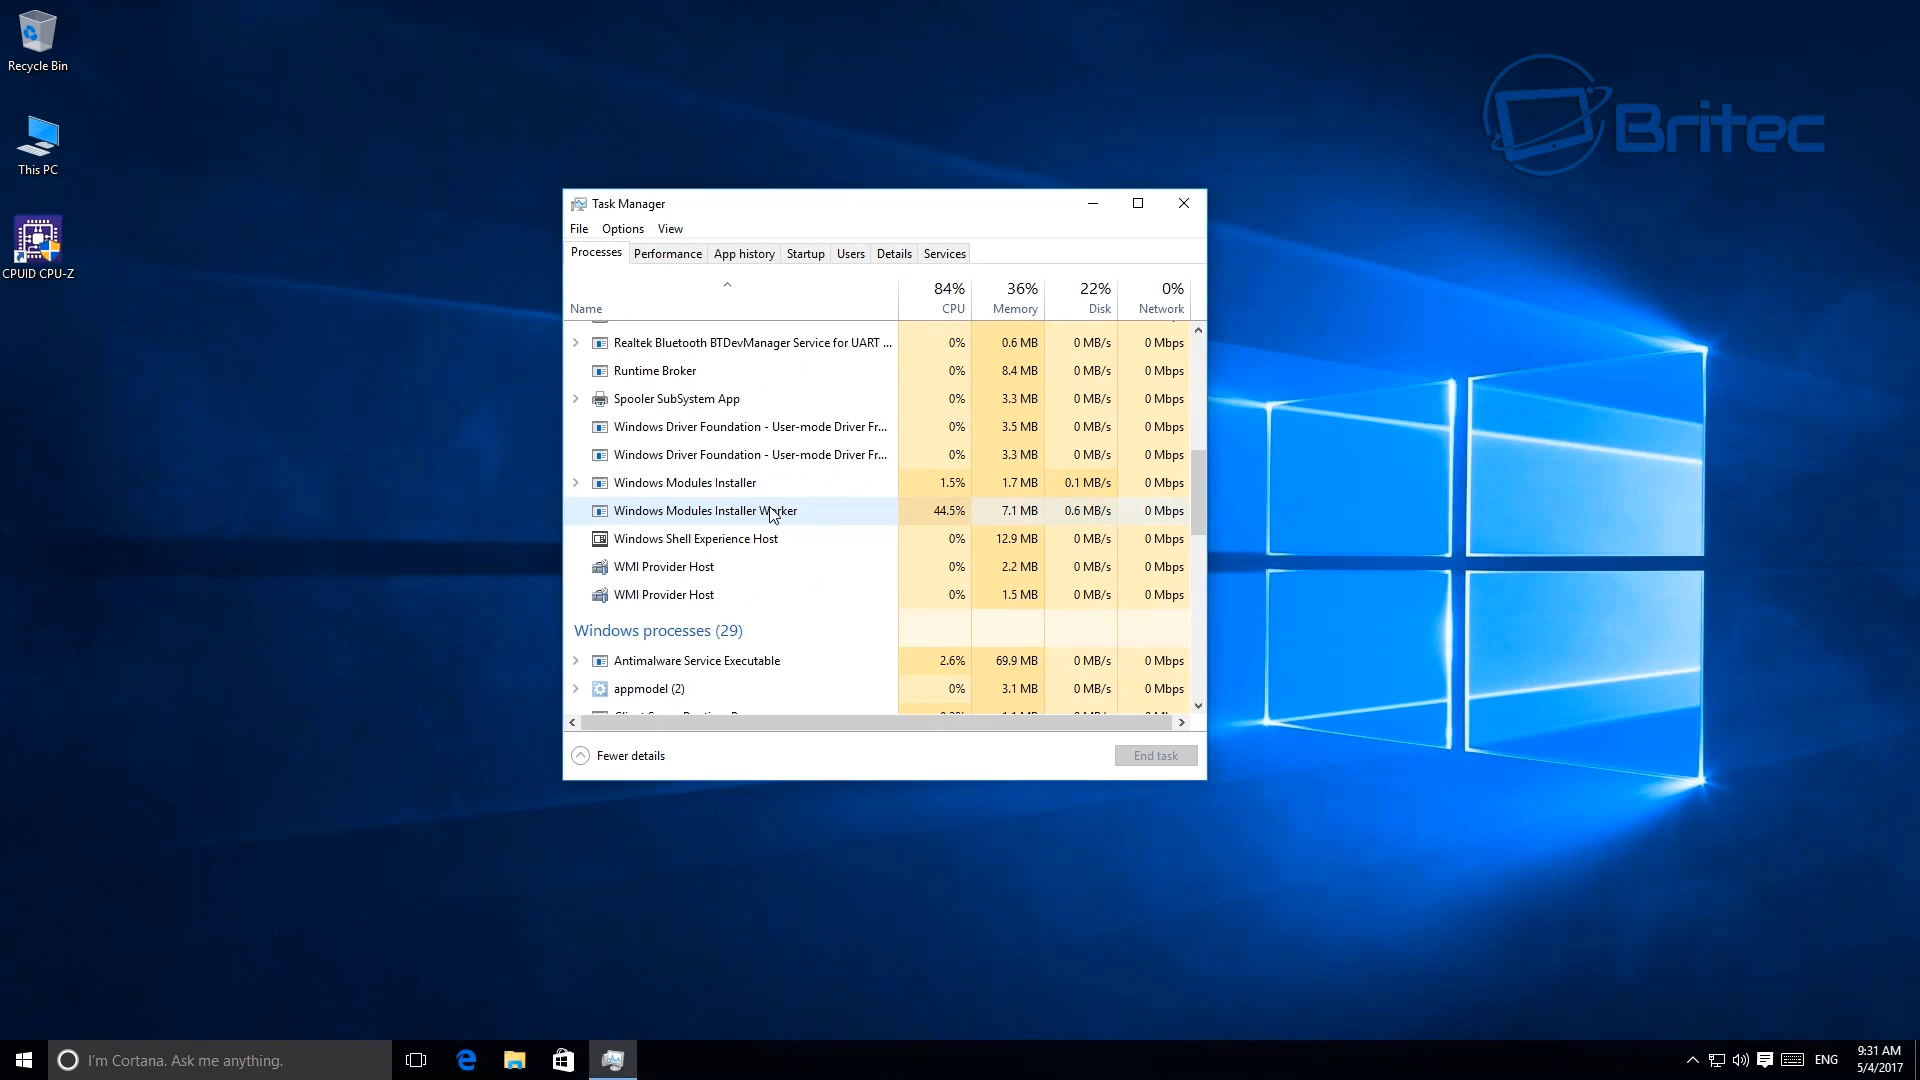 Recycle Bin
This PC
CPUID CPU-Z
Britec
Task Manager
File Options View
Processes Performance App history Startup Users Details Services
84% 36% 22% 0%
Name CPU Memory Disk Network
Realtek Bluetooth BTDevManager Service for UART ... 0% 0.6 MB 0 MB/s 0 Mbps
Runtime Broker 0% 8.4 MB 0 MB/s 0 Mbps
Spooler SubSystem App 0% 3.3 MB 0 MB/s 0 Mbps
Windows Driver Foundation - User-mode Driver Fr... 0% 3.5 MB 0 MB/s 0 Mbps
Windows Driver Foundation - User-mode Driver Fr... 0% 3.3 MB 0 MB/s 0 Mbps
Windows Modules Installer 1.5% 1.7 MB 0.1 MB/s 0 Mbps
Windows Modules Installer Worker 44.5% 7.1 MB 0.6 MB/s 0 Mbps
Windows Shell Experience Host 0% 12.9 MB 0 MB/s 0 Mbps
WMI Provider Host 0% 2.2 MB 0 MB/s 0 Mbps
WMI Provider Host 0% 1.5 MB 0 MB/s 0 Mbps
Windows processes (29)
Antimalware Service Executable 2.6% 69.9 MB 0 MB/s 0 Mbps
appmodel (2) 0% 3.1 MB 0 MB/s 0 Mbps
Fewer details End task
I'm Cortana. Ask me anything.
ENG
9:31 AM
5/4/2017